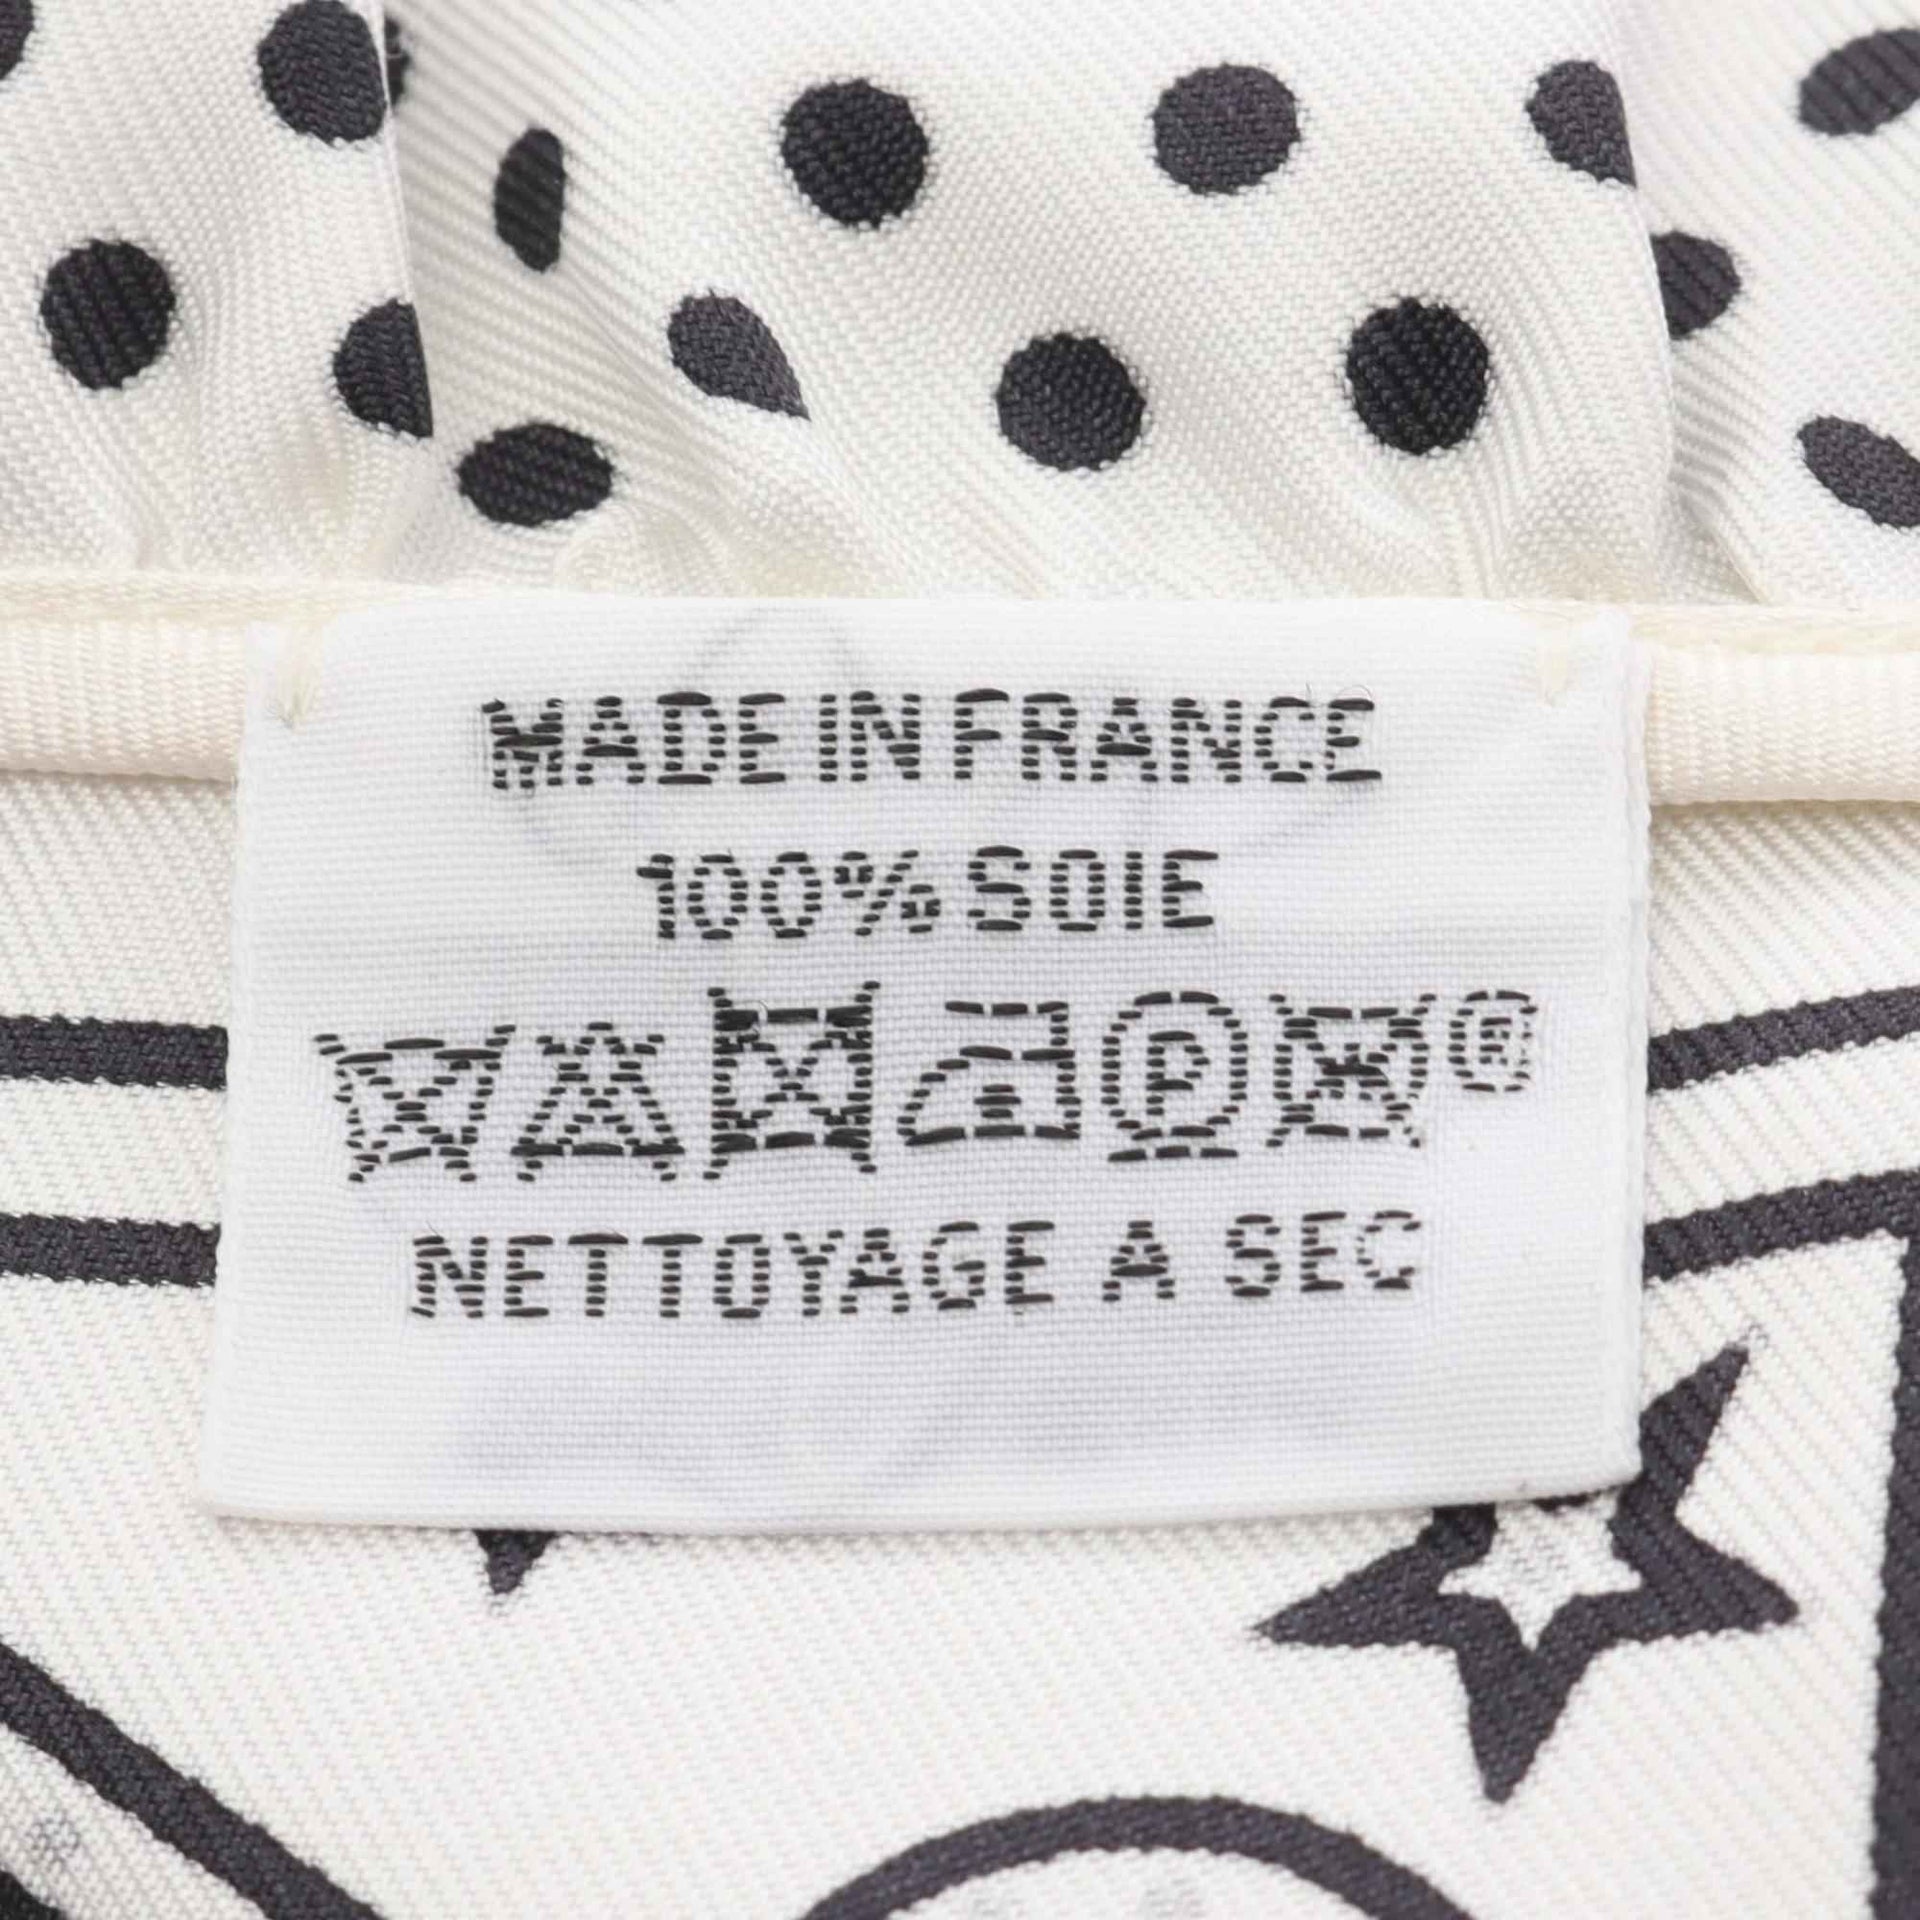 MADE IN FRANCE
100% SOIE
P ®
NETTOYAGE A SEC